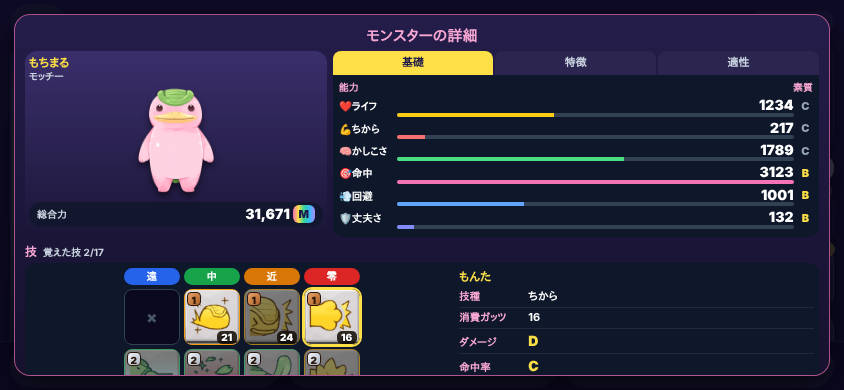 モンスターの詳細
もちまる
モッチー
総合力 31,671 M
基礎 特徴 適性
能力 素質
ライフ 1234 C
ちから 217 C
かしこさ 1789 C
命中 3123 B
回避 1001 B
丈夫さ 132 B
技 覚えた技 2/17
遠 中 近 零
1 21
1 24
1 16
2 2 2 2
もんた
技種 ちから
消費ガッツ 16
ダメージ D
命中率 C